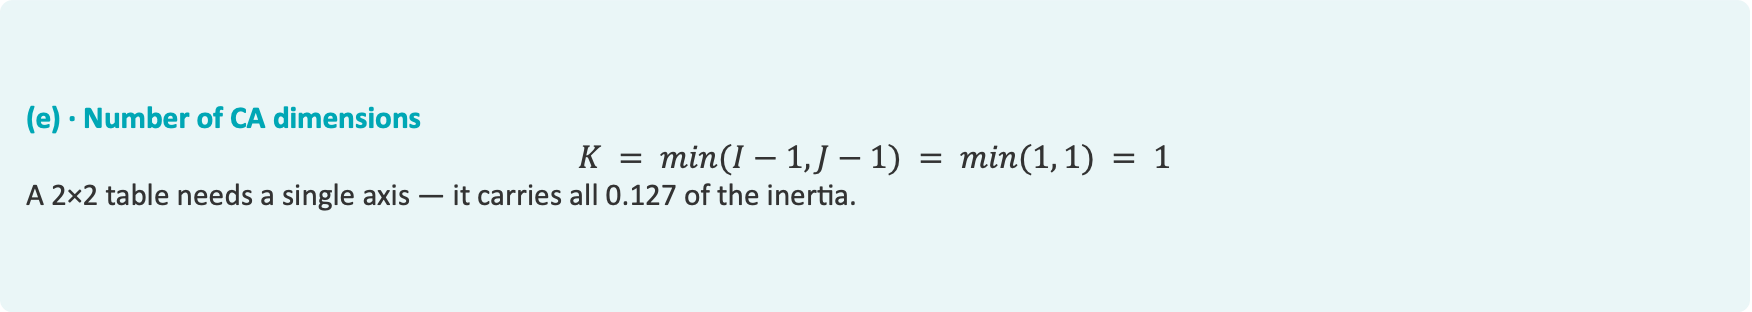 (e) · Number of CA dimensions
K = min(I − 1, J − 1) = min(1, 1) = 1
A 2×2 table needs a single axis — it carries all 0.127 of the inertia.